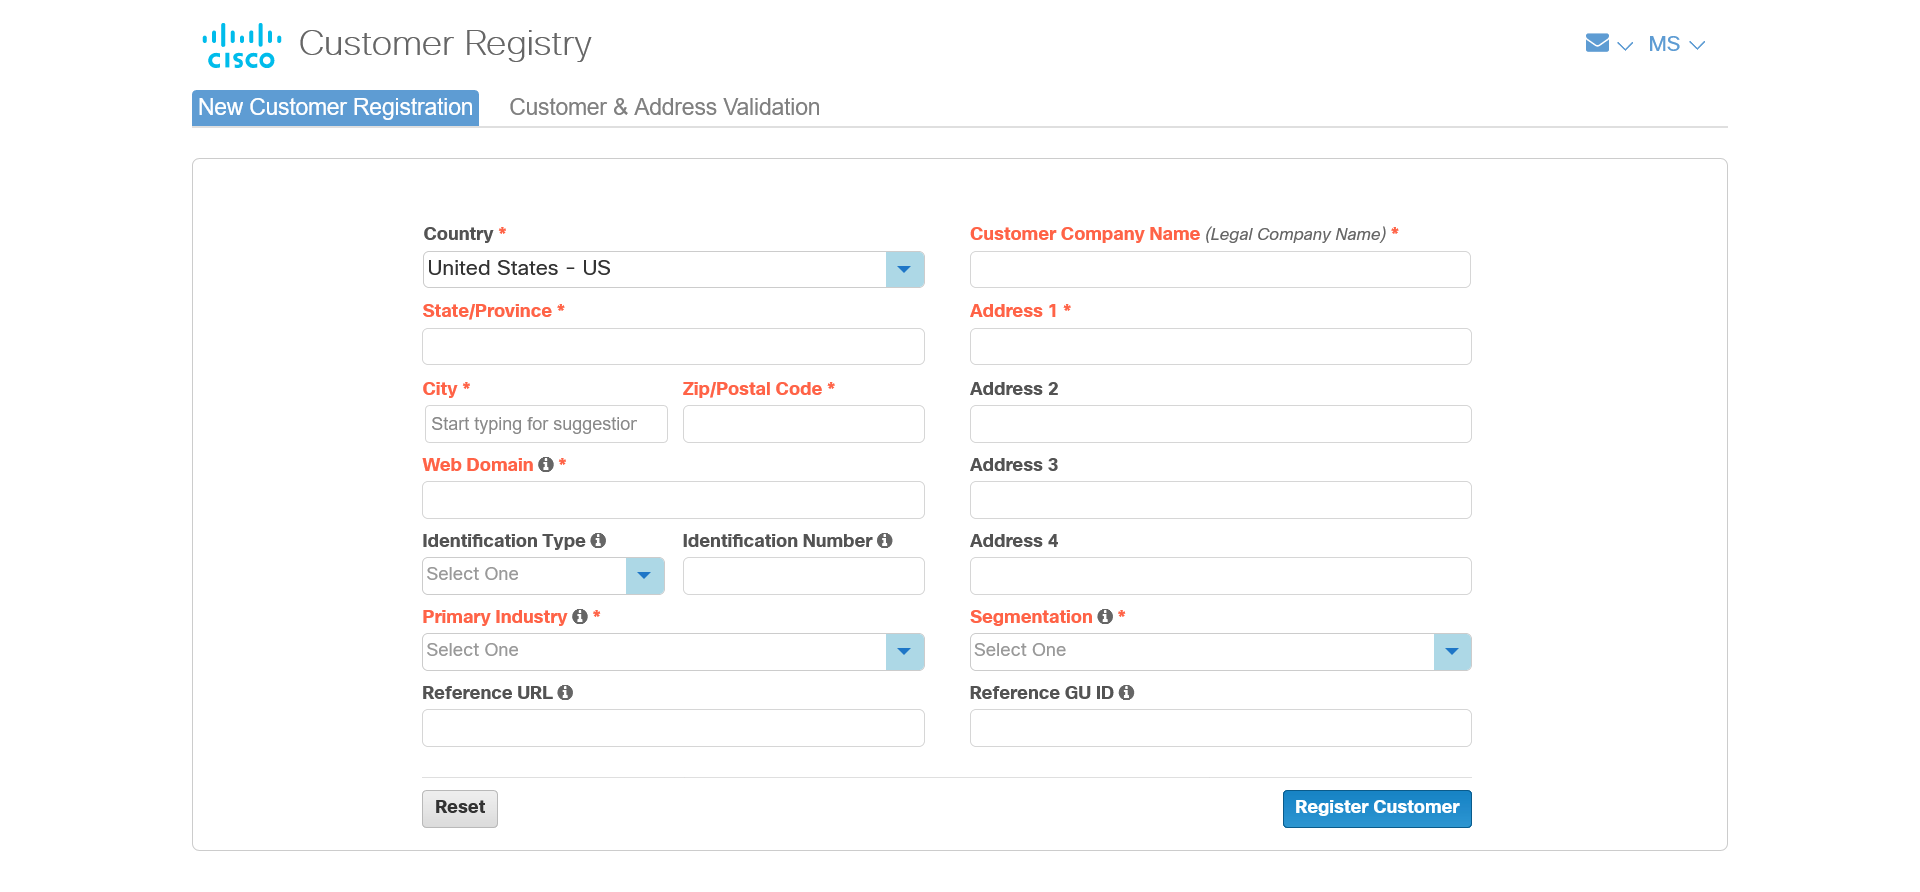 CISCO
Customer Registry
MS
New Customer Registration
Customer & Address Validation
Country *
Customer Company Name (Legal Company Name) *
United States - US
State/Province *
Address 1 *
City *
Zip/Postal Code *
Address 2
Start typing for suggestior
Web Domain *
Address 3
Identification Type
Identification Number
Address 4
Select One
Primary Industry *
Segmentation *
Select One
Select One
Reference URL
Reference GU ID
Reset
Register Customer